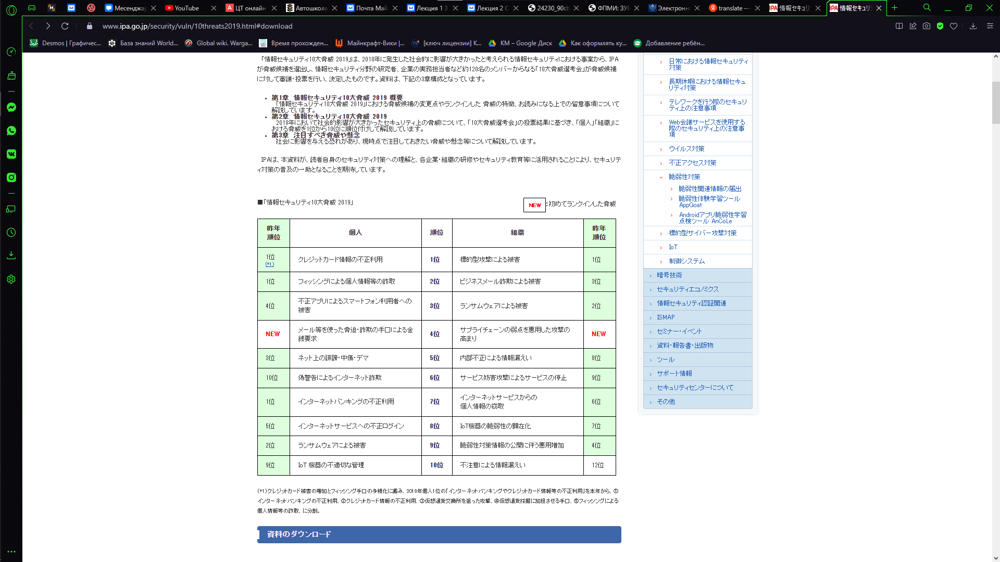 Месенджар
YouTube
ЦТ онлайн
Автошкола
Почта Mail.
Лекция 1 З
Лекция 2 С
24230_90cb
ФПМИ: ЗУЕ
Электронна
translate —
情報セキュリ
情報セキュリ
www.ipa.go.jp/security/vuln/10threats2019.html#download
Desmos | Графичес...
База знаний World...
Global wiki. Warga...
Время прохожден...
Майнкрафт-Вики |...
[ключ лицензии] К...
КМ – Google Диск
Как оформлять ку...
Добавление ребён...
「情報セキュリティ10大脅威 2019」は、2018年に発生した社会的に影響が大きかったと考えられる情報セキュリティにおける事案から、IPA
が脅威候補を選出し、情報セキュリティ分野の研究者、企業の実務担当者など約120名のメンバーからなる「10大脅威選考会」が脅威候補
に対して審議・投票を行い、決定したものです。資料は、下記の3章構成となっています。
第1章　情報セキュリティ10大脅威 2019 概要
「情報セキュリティ10大脅威 2019」における脅威候補の変更点やランクインした 脅威の特徴、お読みになる上での留意事項について
解説しています。
第2章　情報セキュリティ10大脅威 2019
2018年において社会的影響が大きかったセキュリティ上の脅威について、「10大脅威選考会」の投票結果に基づき、「個人」「組織」に
おける脅威を1位から10位に順位付けして解説しています。
第3章　注目すべき脅威や懸念
社会に影響を与える恐れがあり、現時点で注目しておきたい脅威や懸念等について解説しています。
IPAは、本資料が、読者自身のセキュリティ対策への理解と、各企業・組織の研修やセキュリティ教育等に活用されることにより、セキュリテ
ィ対策の普及の一助となることを期待しています。
■「情報セキュリティ10大脅威 2019」
NEW：初めてランクインした脅威
昨年順位　個人　順位　組織　昨年順位
1位(*1)　クレジットカード情報の不正利用　1位　標的型攻撃による被害　1位
1位　フィッシングによる個人情報等の詐取　2位　ビジネスメール詐欺による被害　3位
4位　不正アプリによるスマートフォン利用者への被害　3位　ランサムウェアによる被害　2位
NEW　メール等を使った脅迫・詐欺の手口による金銭要求　4位　サプライチェーンの弱点を悪用した攻撃の高まり　NEW
3位　ネット上の誹謗・中傷・デマ　5位　内部不正による情報漏えい　8位
10位　偽警告によるインターネット詐欺　6位　サービス妨害攻撃によるサービスの停止　9位
1位　インターネットバンキングの不正利用　7位　インターネットサービスからの個人情報の窃取　6位
5位　インターネットサービスへの不正ログイン　8位　IoT機器の脆弱性の顕在化　7位
2位　ランサムウェアによる被害　9位　脆弱性対策情報の公開に伴う悪用増加　4位
9位　IoT 機器の不適切な管理　10位　不注意による情報漏えい　12位
(*1)クレジットカード被害の増加とフィッシング手口の多様化に鑑み、2018年個人1位の「インターネットバンキングやクレジットカード情報等の不正利用」を本年から、①
インターネットバンキングの不正利用、②クレジットカード情報の不正利用、③仮想通貨交換所を狙った攻撃、④仮想通貨採掘に加担させる手口、⑤フィッシングによる
個人情報等の詐取、に分割。
資料のダウンロード
日常における情報セキュリティ
対策
長期休暇における情報セキュ
リティ対策
テレワークを行う際のセキュリ
ティ上の注意事項
Web会議サービスを使用する
際のセキュリティ上の注意事
項
ウイルス対策
不正アクセス対策
脆弱性対策
脆弱性関連情報の届出
脆弱性体験学習ツール
AppGoat
Androidアプリ脆弱性学習
点検ツール AnCoLe
標的型サイバー攻撃対策
IoT
制御システム
暗号技術
セキュリティエコノミクス
情報セキュリティ認証関連
ISMAP
セミナー・イベント
資料・報告書・出版物
ツール
サポート情報
セキュリティセンターについて
その他